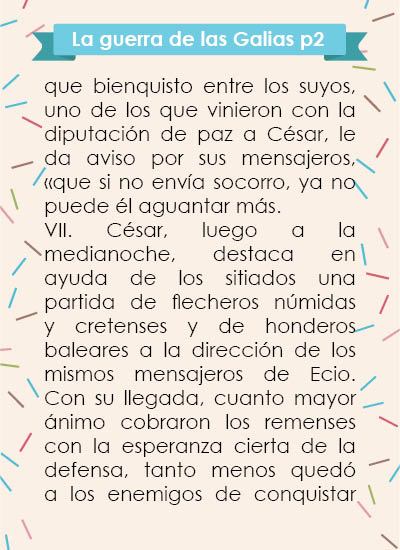 La guerra de las Galias p2
que bienquisto entre los suyos,
uno de los que vinieron con la
diputación de paz a César, le
da aviso por sus mensajeros,
«que si no envía socorro, ya no
puede él aguantar más.
VII. César, luego a la
medianoche, destaca en
ayuda de los sitiados una
partida de flecheros númidas
y cretenses y de honderos
baleares a la dirección de los
mismos mensajeros de Ecio.
Con su llegada, cuanto mayor
ánimo cobraron los remenses
con la esperanza cierta de la
defensa, tanto menos quedó
a los enemigos de conquistar